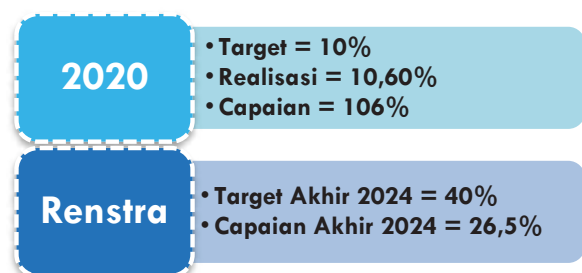 2020
• Target = 10%
• Realisasi = 10,60%
• Capaian = 106%
Renstra
• Target Akhir 2024 = 40%
• Capaian Akhir 2024 = 26,5%